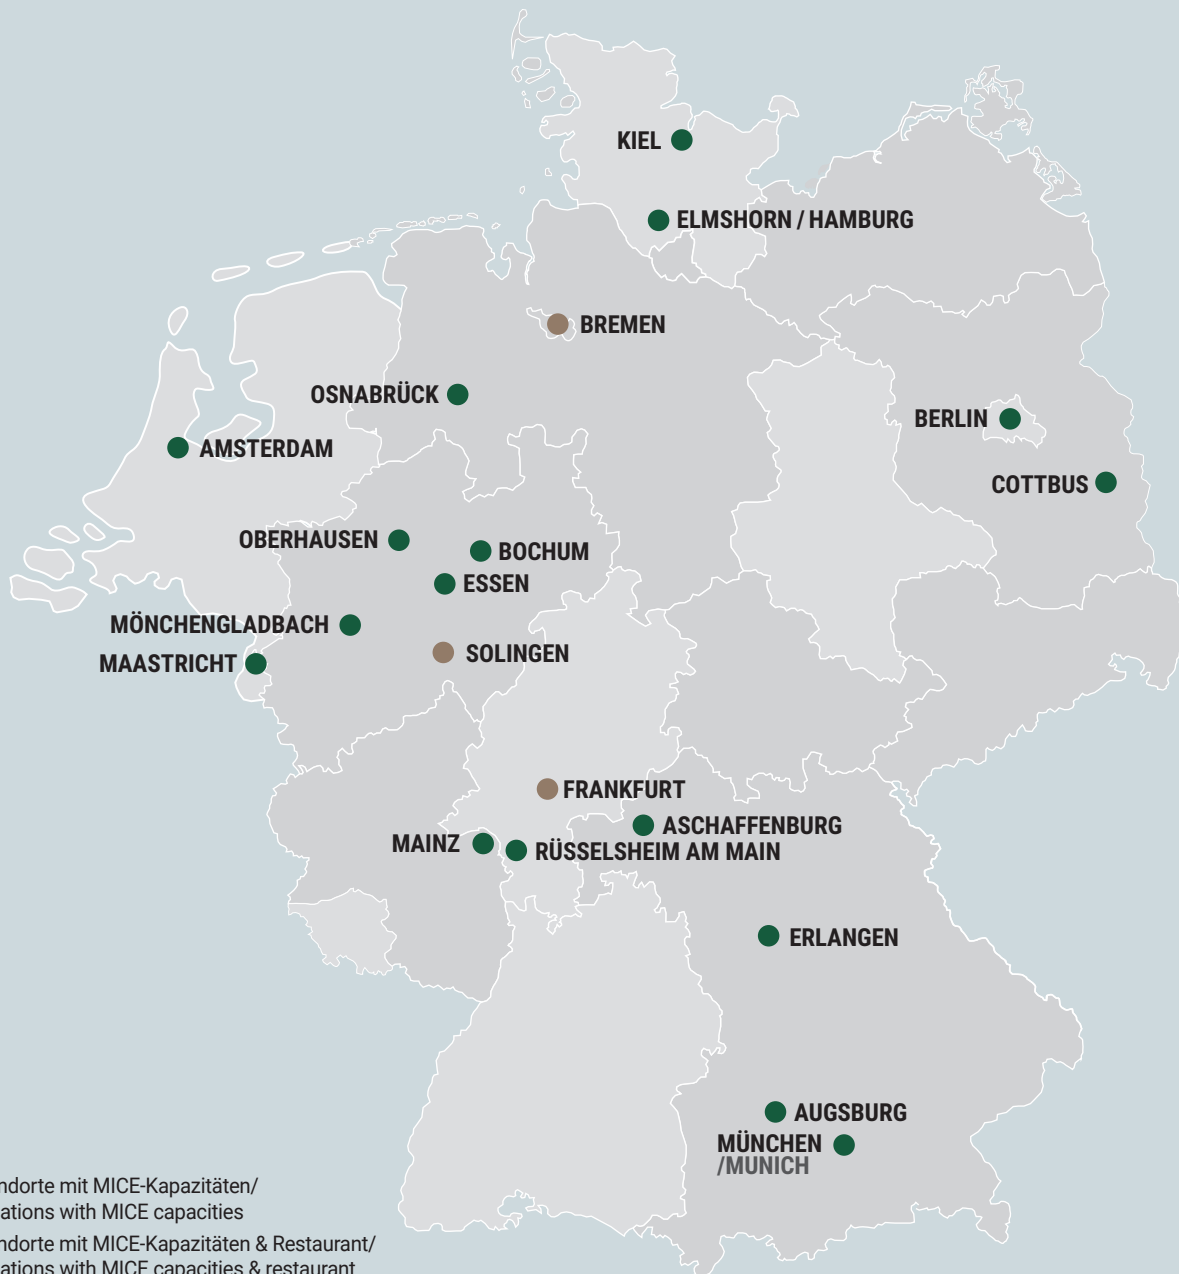 KIEL
ELMSHORN / HAMBURG
BREMEN
OSNABRÜCK
BERLIN
AMSTERDAM
COTTBUS
OBERHAUSEN
BOCHUM
ESSEN
MÖNCHENGLADBACH
SOLINGEN
MAASTRICHT
FRANKFURT
ASCHAFFENBURG
MAINZ
RÜSSELSHEIM AM MAIN
ERLANGEN
AUGSBURG
MÜNCHEN
/MUNICH
ndorte mit MICE-Kapazitäten/
ations with MICE capacities
ndorte mit MICE-Kapazitäten & Restaurant/
ations with MICE capacities & restaurant